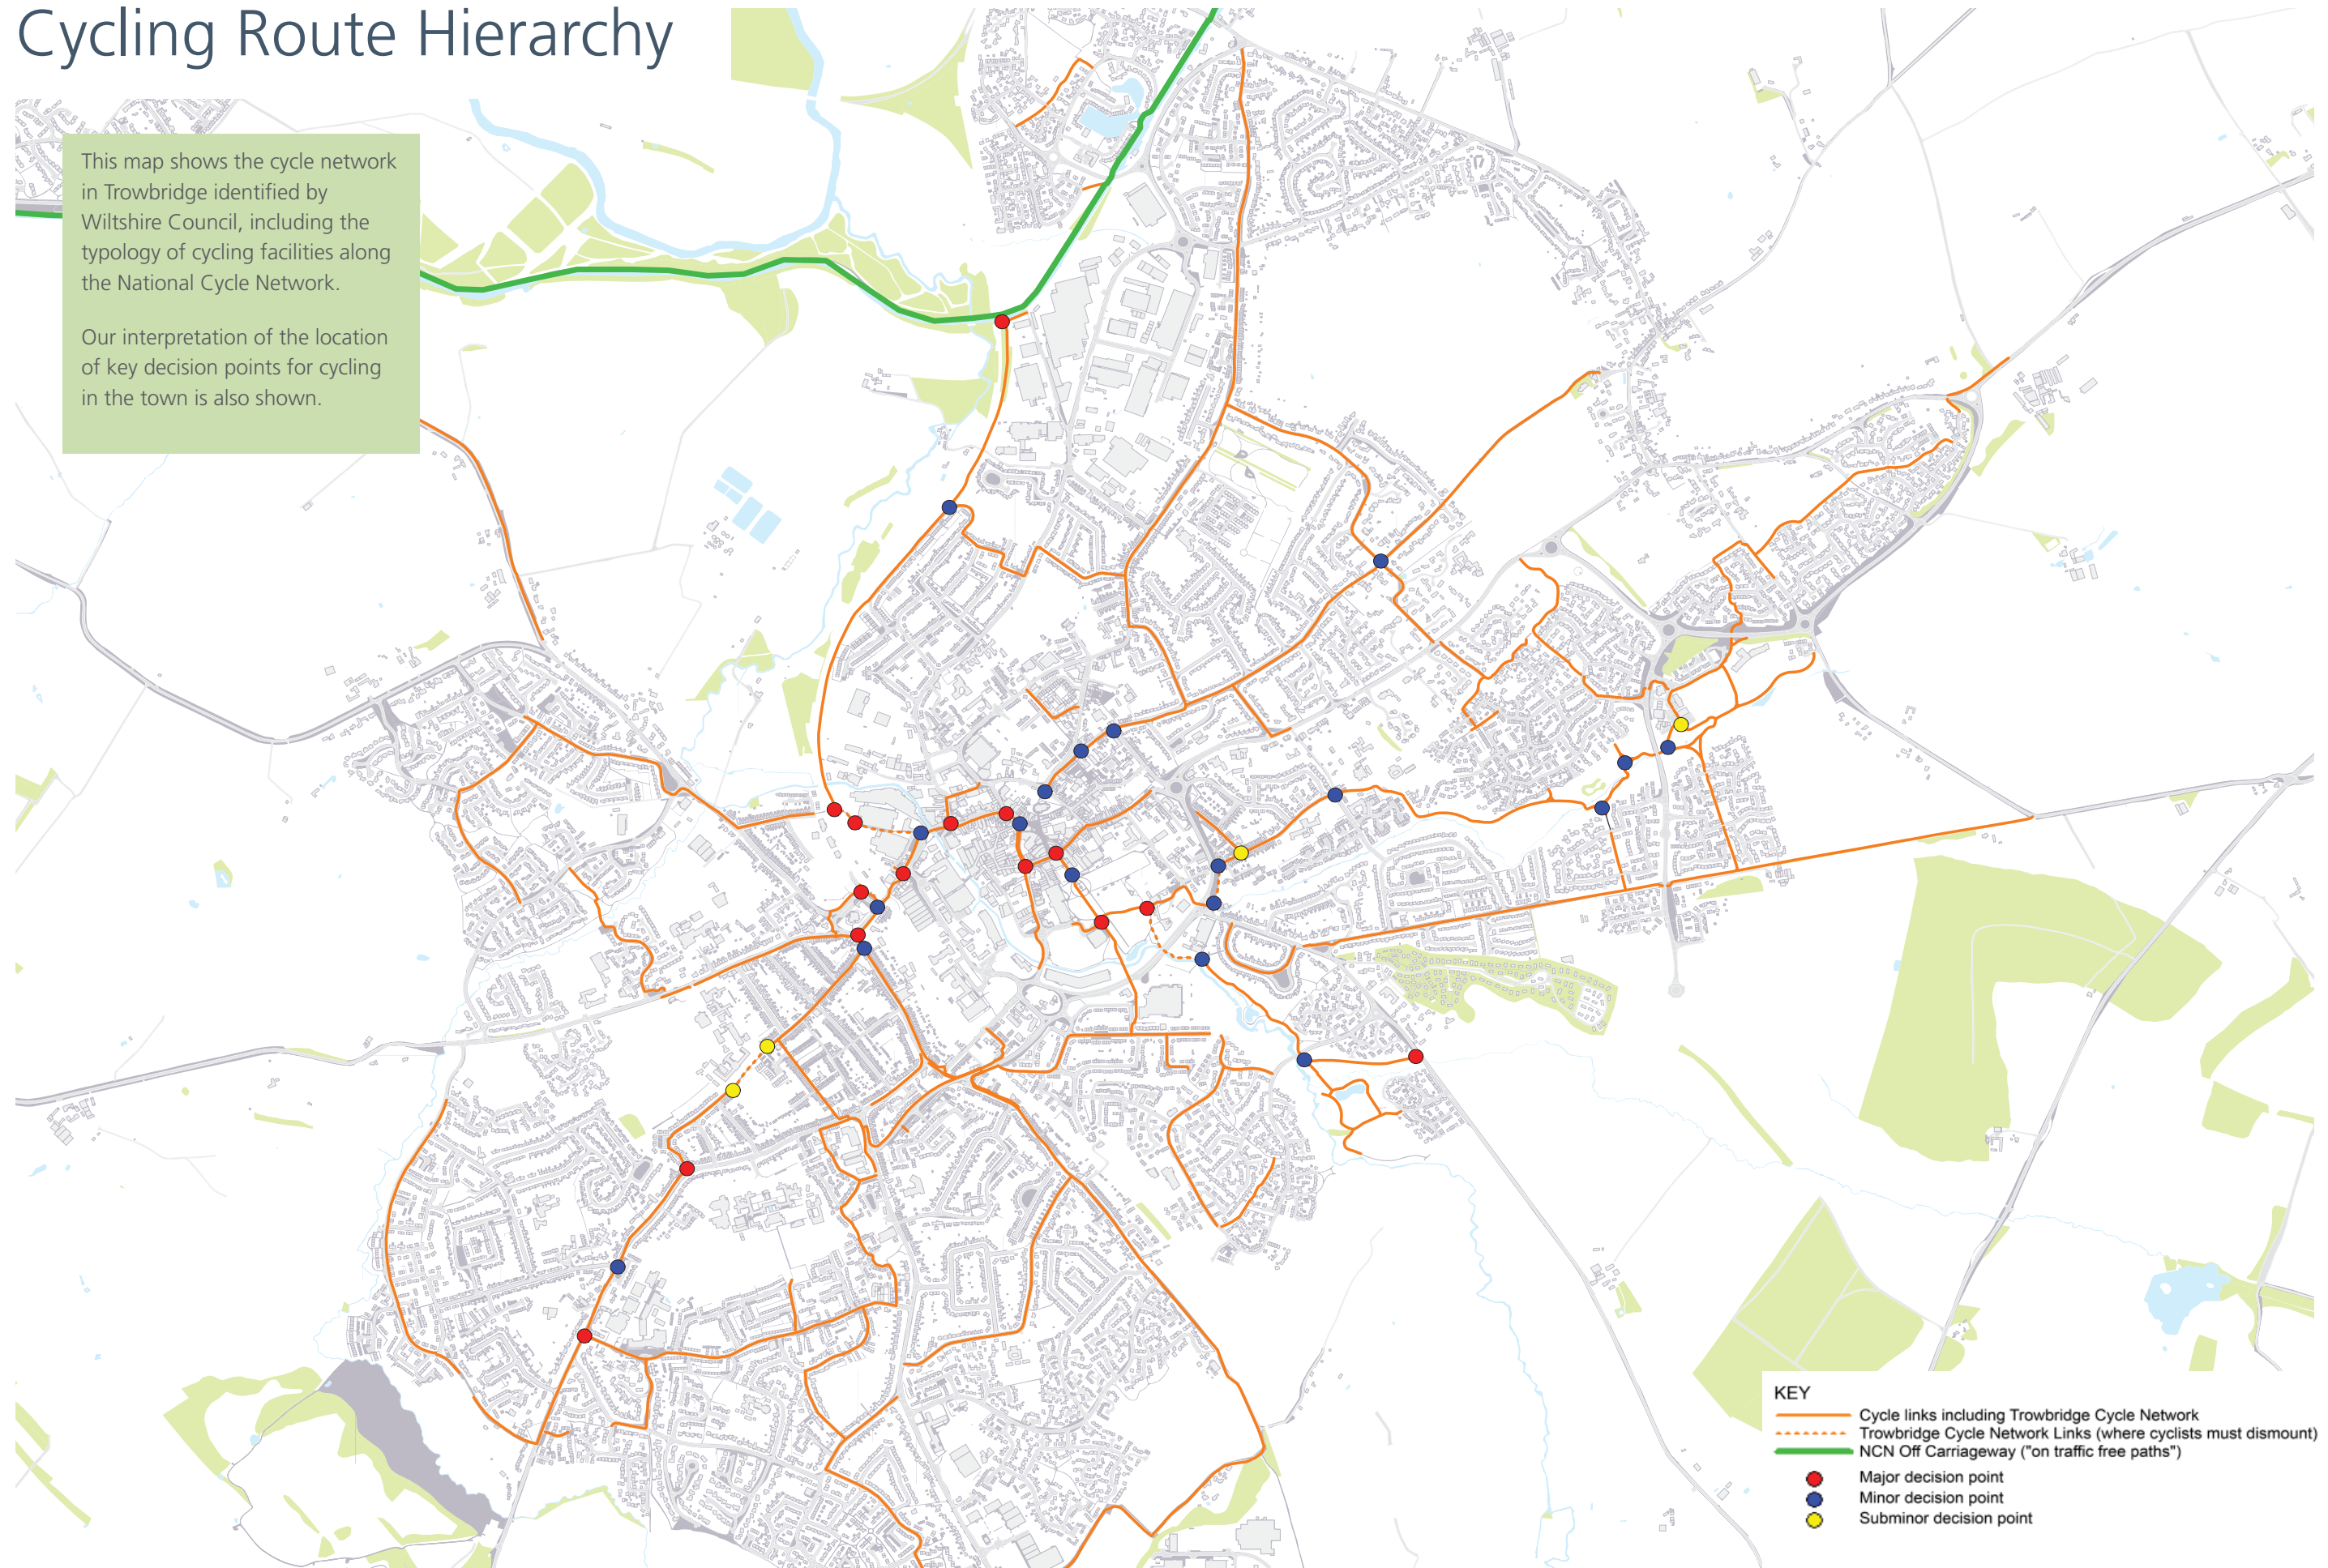 Cycling Route Hierarchy
This map shows the cycle network
in Trowbridge identified by
Wiltshire Council, including the
typology of cycling facilities along
the National Cycle Network.
Our interpretation of the location
of key decision points for cycling
in the town is also shown.
KEY
Cycle links including Trowbridge Cycle Network
Trowbridge Cycle Network Links (where cyclists must dismount)
NCN Off Carriageway ("on traffic free paths")
Major decision point
Minor decision point
Subminor decision point